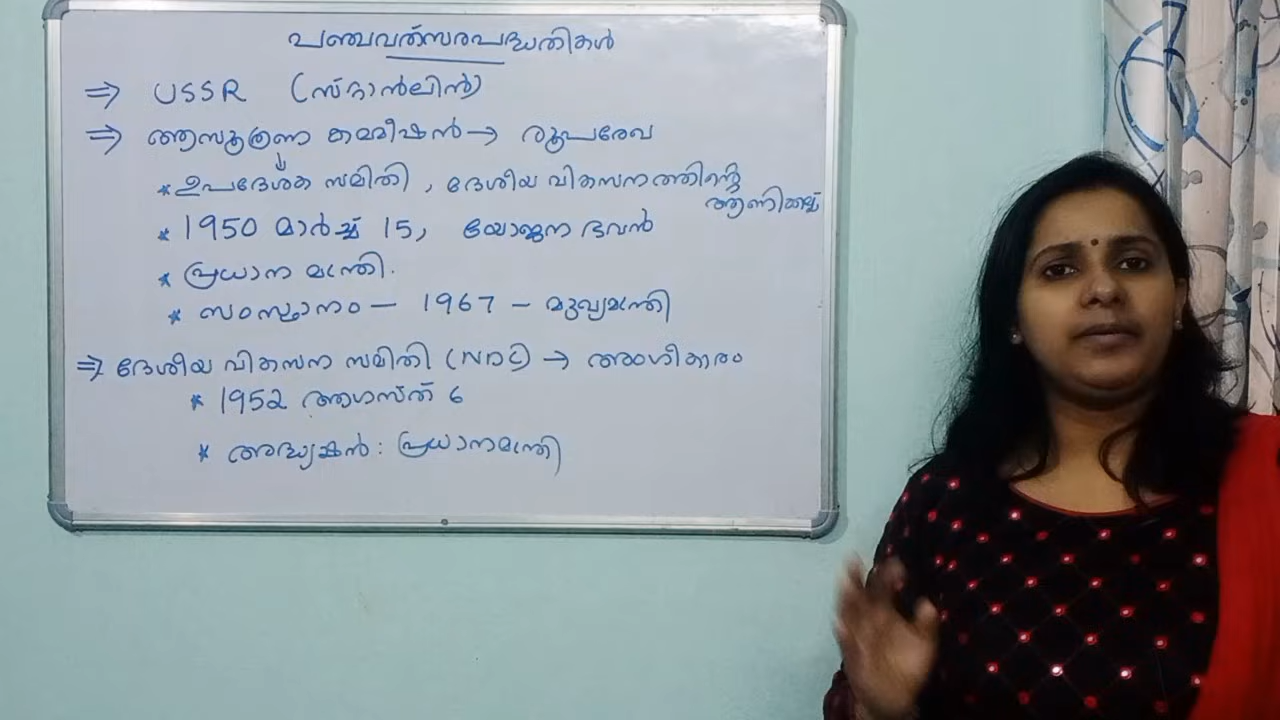 പഞ്ചവത്സരപദ്ധതികൾ
⇒ USSR (സ്റ്റാൻലിൻ)
⇒ ആസൂത്രണ കമ്മീഷൻ → രൂപരേഖ
* ഉപദേശക സമിതി, ദേശീയ വികസനത്തിന്റെ
ആണിക്കല്ല്
* 1950 മാർച്ച് 15, യോജന ഭവൻ
* പ്രധാന മന്ത്രി.
* സംസ്ഥാനം – 1967 – മുഖ്യമന്ത്രി
⇒ ദേശീയ വികസന സമിതി (NDC) → അംഗീകാരം
* 1952 ആഗസ്ത് 6
* അദ്ധ്യക്ഷൻ: പ്രധാനമന്ത്രി